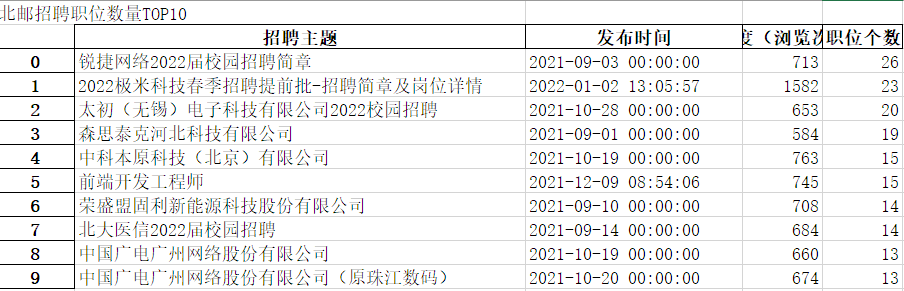 北邮招聘职位数量TOP10
招聘主题 发布时间 度（浏览次 职位个数
0 锐捷网络2022届校园招聘简章 2021-09-03 00:00:00 713 26
1 2022极米科技春季招聘提前批-招聘简章及岗位详情 2022-01-02 13:05:57 1582 23
2 太初（无锡）电子科技有限公司2022校园招聘 2021-10-28 00:00:00 653 20
3 森思泰克河北科技有限公司 2021-09-01 00:00:00 584 19
4 中科本原科技（北京）有限公司 2021-10-19 00:00:00 763 15
5 前端开发工程师 2021-12-09 08:54:06 745 15
6 荣盛盟固利新能源科技股份有限公司 2021-09-10 00:00:00 708 14
7 北大医信2022届校园招聘 2021-09-14 00:00:00 684 14
8 中国广电广州网络股份有限公司 2021-10-19 00:00:00 660 13
9 中国广电广州网络股份有限公司（原珠江数码） 2021-10-20 00:00:00 674 13